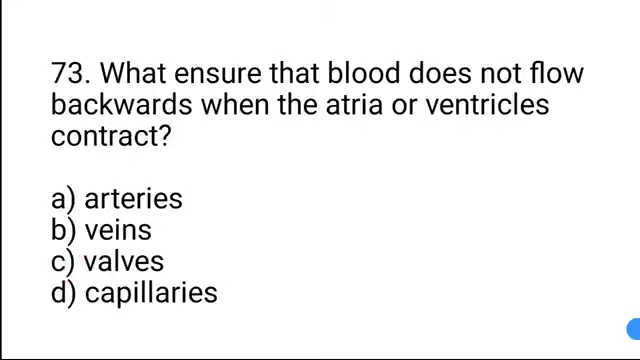 73. What ensure that blood does not flow
backwards when the atria or ventricles
contract?
a) arteries
b) veins
c) valves
d) capillaries